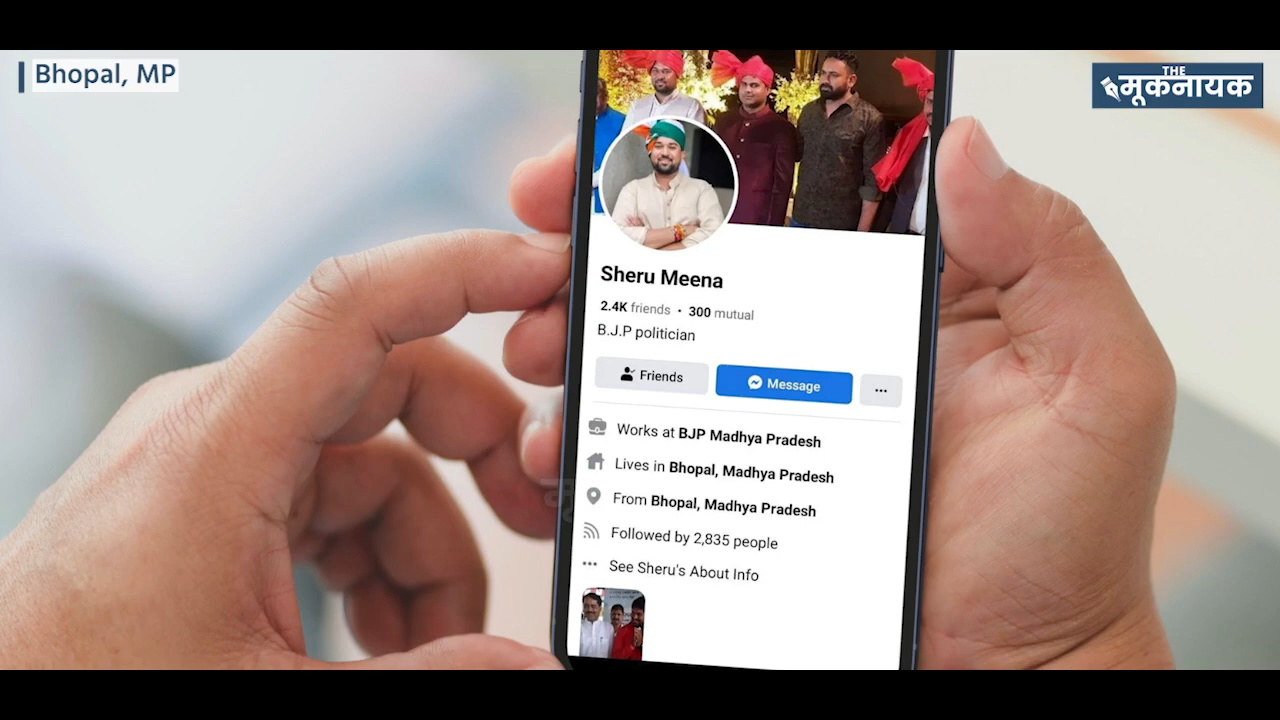 Bhopal, MP
THE
मूकनायक
Sheru Meena
2.4K friends • 300 mutual
B.J.P politician
Friends
Message
Works at BJP Madhya Pradesh
Lives in Bhopal, Madhya Pradesh
From Bhopal, Madhya Pradesh
Followed by 2,835 people
See Sheru's About Info